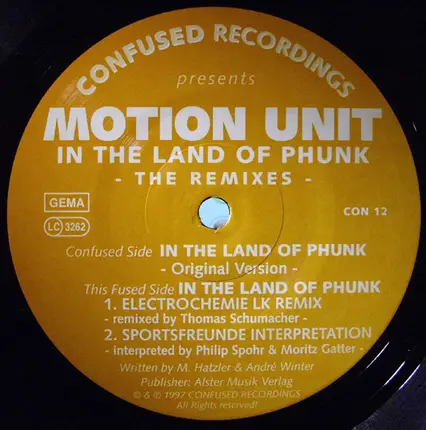 CONFUSED RECORDINGS
presents
MOTION UNIT
IN THE LAND OF PHUNK
- THE REMIXES -
GEMA
LC 3262
CON 12
Confused Side IN THE LAND OF PHUNK
- Original Version -
This Fused Side IN THE LAND OF PHUNK
1. ELECTROCHEMIE LK REMIX
- remixed by Thomas Schumacher -
2. SPORTSFREUNDE INTERPRETATION
- interpreted by Philip Spohr & Moritz Gatter -
Written by M. Hatzler & André Winter
Publisher: Alster Musik Verlag
℗ & © 1997 CONFUSED RECORDINGS
All Rights reserved!